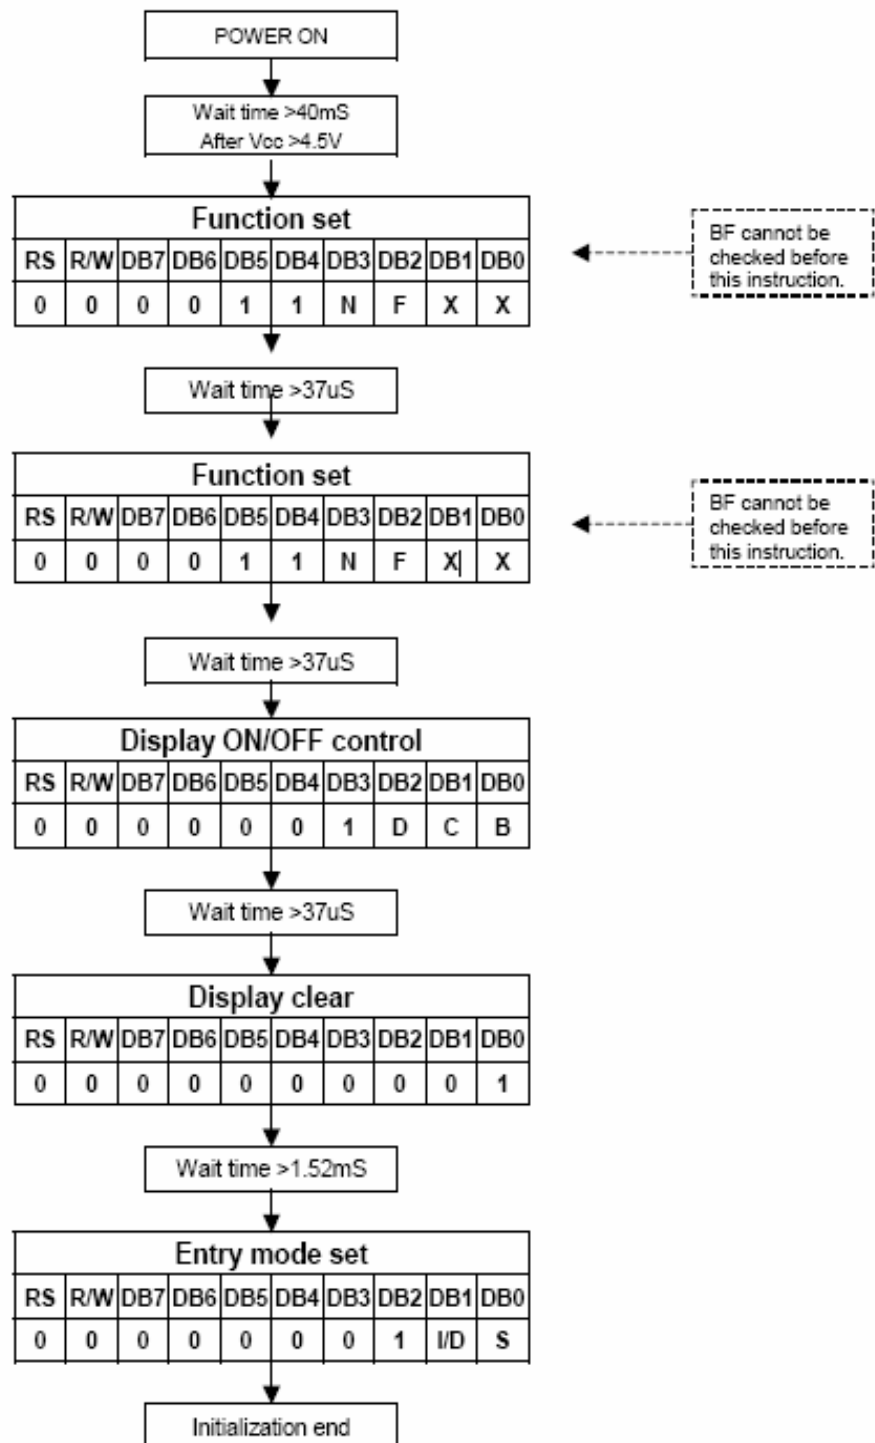 POWER ON
Wait time >40mS
After Vcc >4.5V
Function set
RS R/W DB7 DB6 DB5 DB4 DB3 DB2 DB1 DB0
0 0 0 0 1 1 N F X X
BF cannot be
checked before
this instruction.
Wait time >37uS
Function set
RS R/W DB7 DB6 DB5 DB4 DB3 DB2 DB1 DB0
0 0 0 0 1 1 N F X| X
BF cannot be
checked before
this instruction.
Wait time >37uS
Display ON/OFF control
RS R/W DB7 DB6 DB5 DB4 DB3 DB2 DB1 DB0
0 0 0 0 0 0 1 D C B
Wait time >37uS
Display clear
RS R/W DB7 DB6 DB5 DB4 DB3 DB2 DB1 DB0
0 0 0 0 0 0 0 0 0 1
Wait time >1.52mS
Entry mode set
RS R/W DB7 DB6 DB5 DB4 DB3 DB2 DB1 DB0
0 0 0 0 0 0 0 1 I/D S
Initialization end